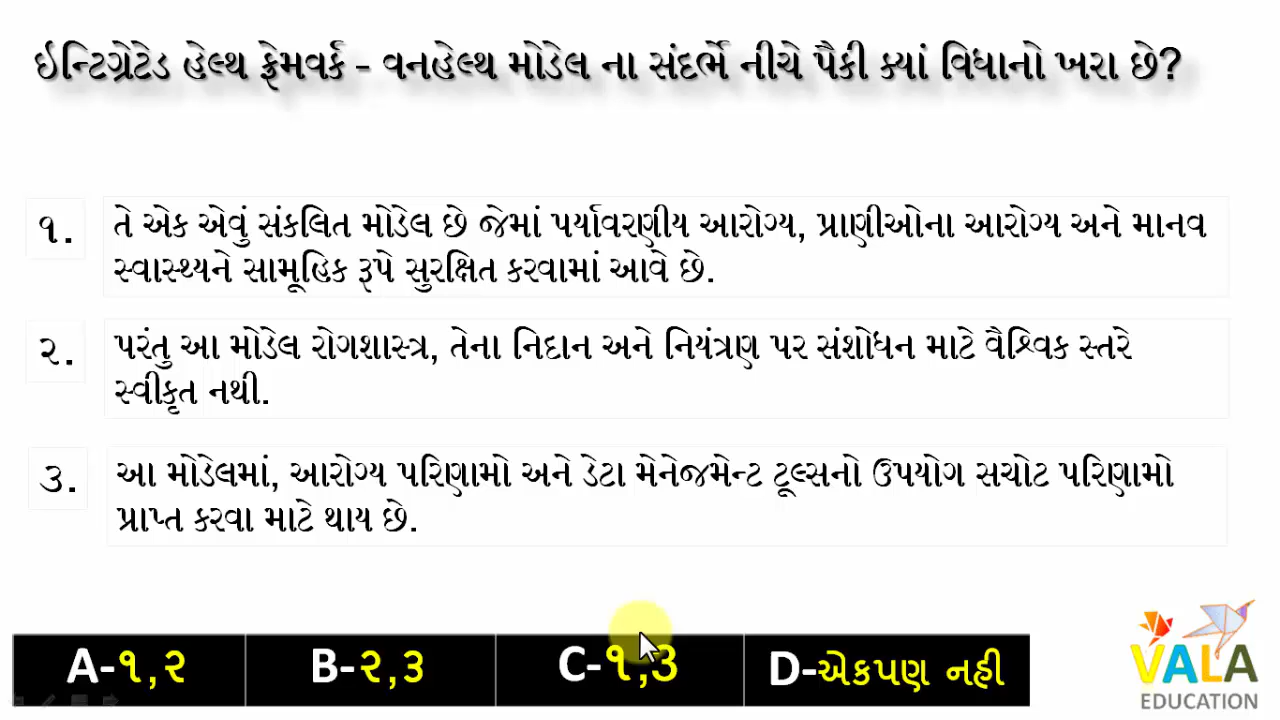 ઈન્ટિગ્રેટેડ હેલ્થ ફ્રેમવર્ક - વનહેલ્થ મોડેલ ના સંદર્ભે નીચે પૈકી ક્યાં વિધાનો ખરા છે?
૧. તે એક એવું સંકલિત મોડેલ છે જેમાં પર્યાવરણીય આરોગ્ય, પ્રાણીઓના આરોગ્ય અને માનવ
સ્વાસ્થ્યને સામૂહિક રૂપે સુરક્ષિત કરવામાં આવે છે.
૨. પરંતુ આ મોડેલ રોગશાસ્ત્ર, તેના નિદાન અને નિયંત્રણ પર સંશોધન માટે વૈશ્વિક સ્તરે
સ્વીકૃત નથી.
૩. આ મોડેલમાં, આરોગ્ય પરિણામો અને ડેટા મેનેજમેન્ટ ટૂલ્સનો ઉપયોગ સચોટ પરિણામો
પ્રાપ્ત કરવા માટે થાય છે.
A-૧,૨ B-૨,૩ C-૧,૩ D-એકપણ નહી
VALA
EDUCATION